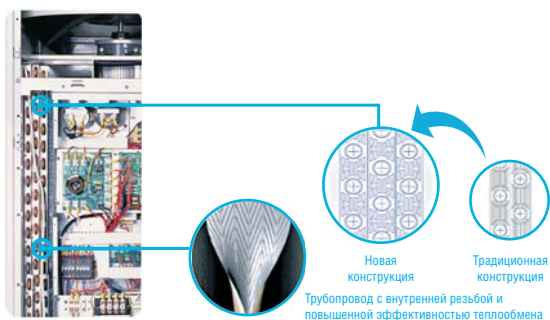 Новая
конструкция
Традиционная
конструкция
Трубопровод с внутренней резьбой и
повышенной эффективностью теплообмена